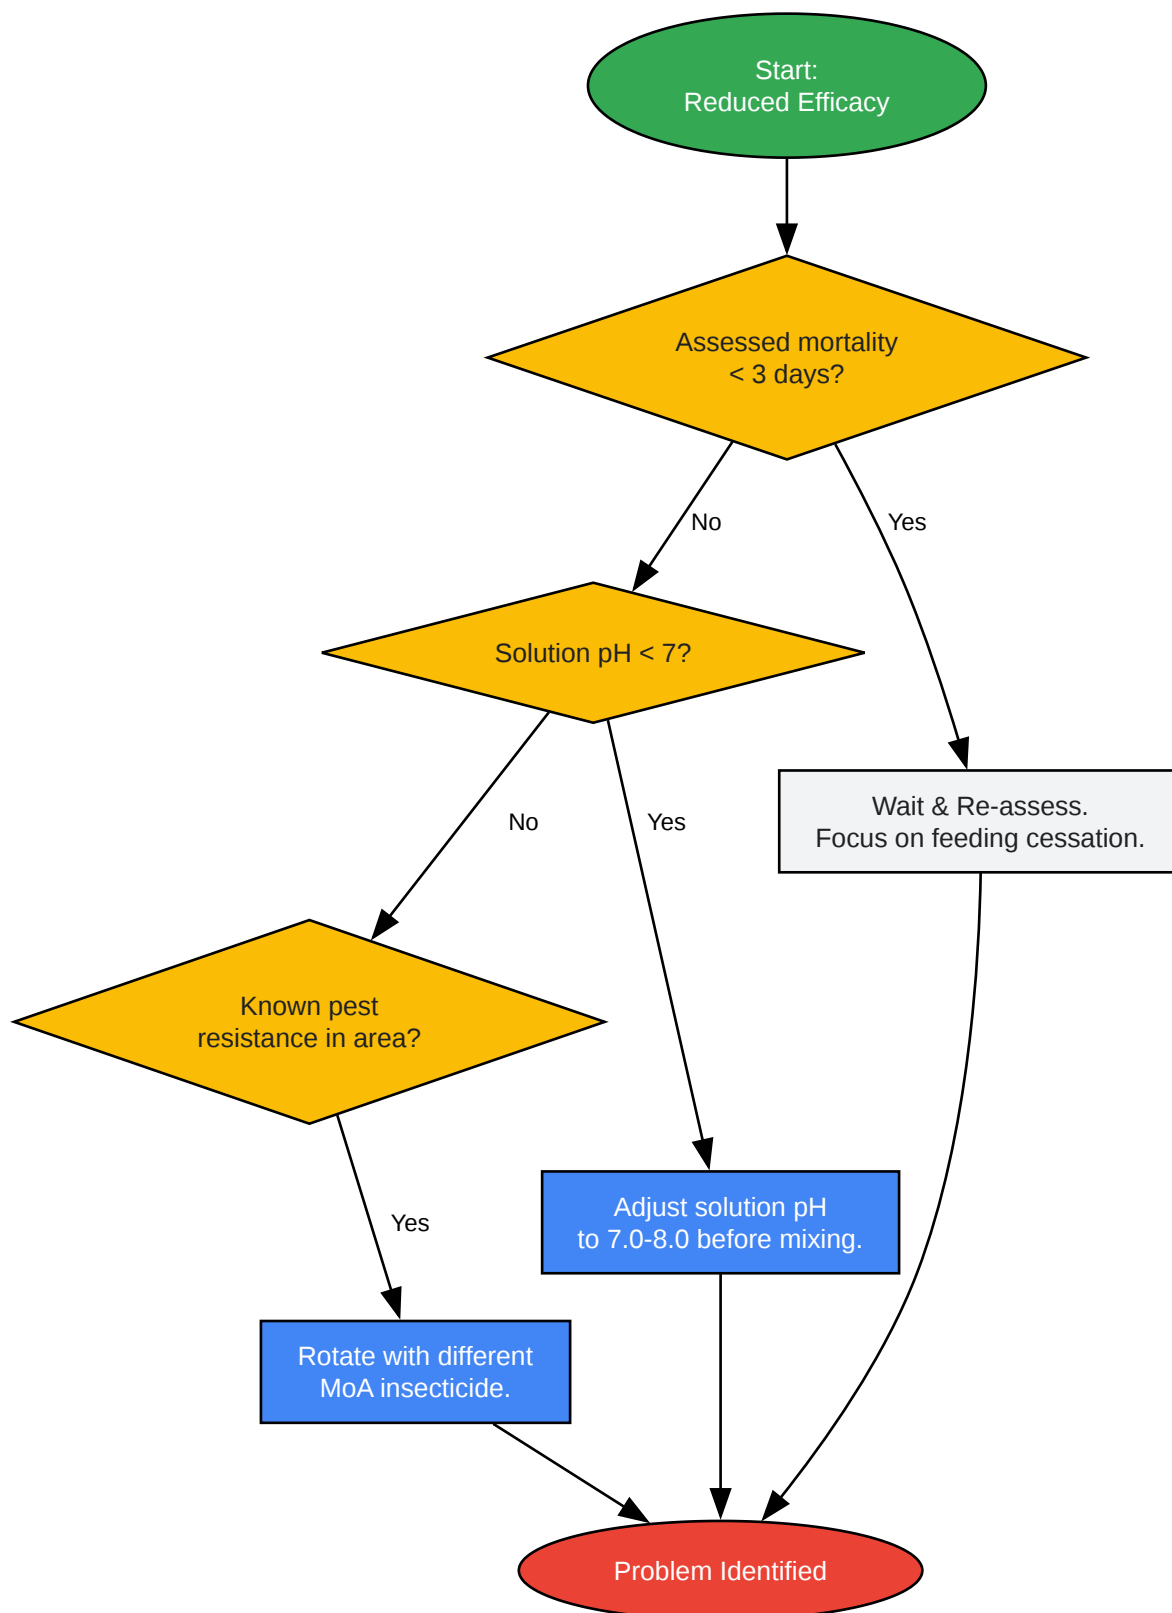 Start:
Reduced Efficacy
Assessed mortality
< 3 days?
No
Yes
Solution pH < 7?
No
Yes
Wait & Re-assess.
Focus on feeding cessation.
Known pest
resistance in area?
Yes
Adjust solution pH
to 7.0-8.0 before mixing.
Rotate with different
MoA insecticide.
Problem Identified